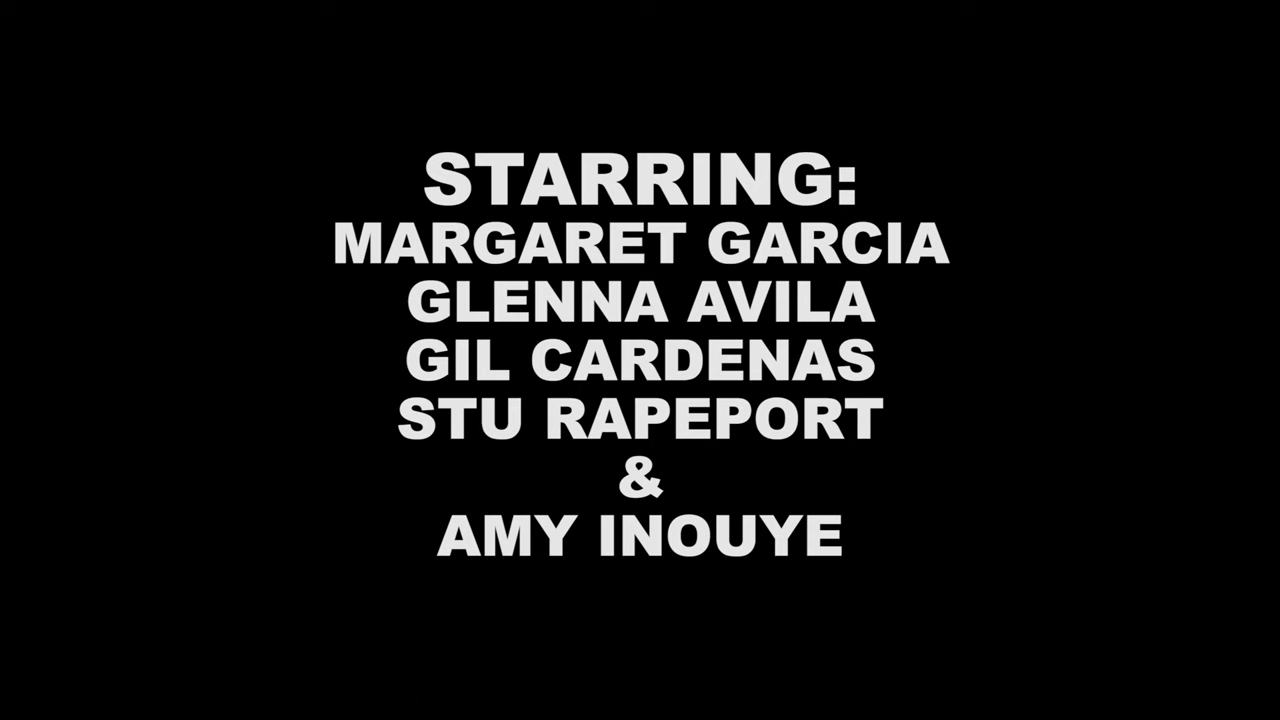 STARRING:
MARGARET GARCIA
GLENNA AVILA
GIL CARDENAS
STU RAPEPORT
&
AMY INOUYE